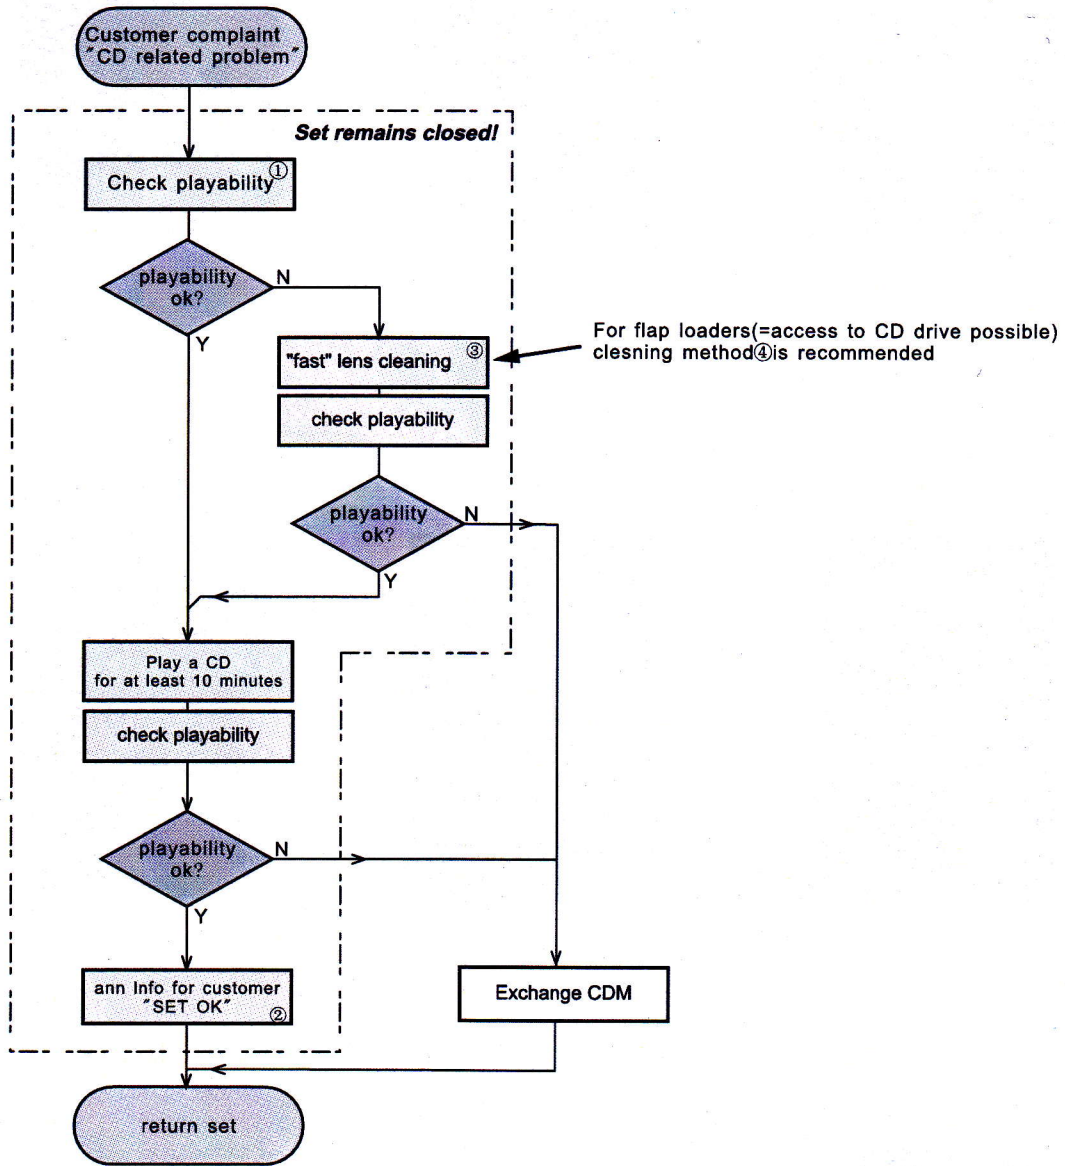 Customer complaint
"CD related problem"
Set remains closed!
Check playability ①
playability
ok?
N
Y
"fast" lens cleaning ③
For flap loaders(=access to CD drive possible)
clesning method④is recommended
check playability
playability
ok?
N
Y
Play a CD
for at least 10 minutes
check playability
playability
ok?
N
Y
ann Info for customer
"SET OK" ②
Exchange CDM
return set